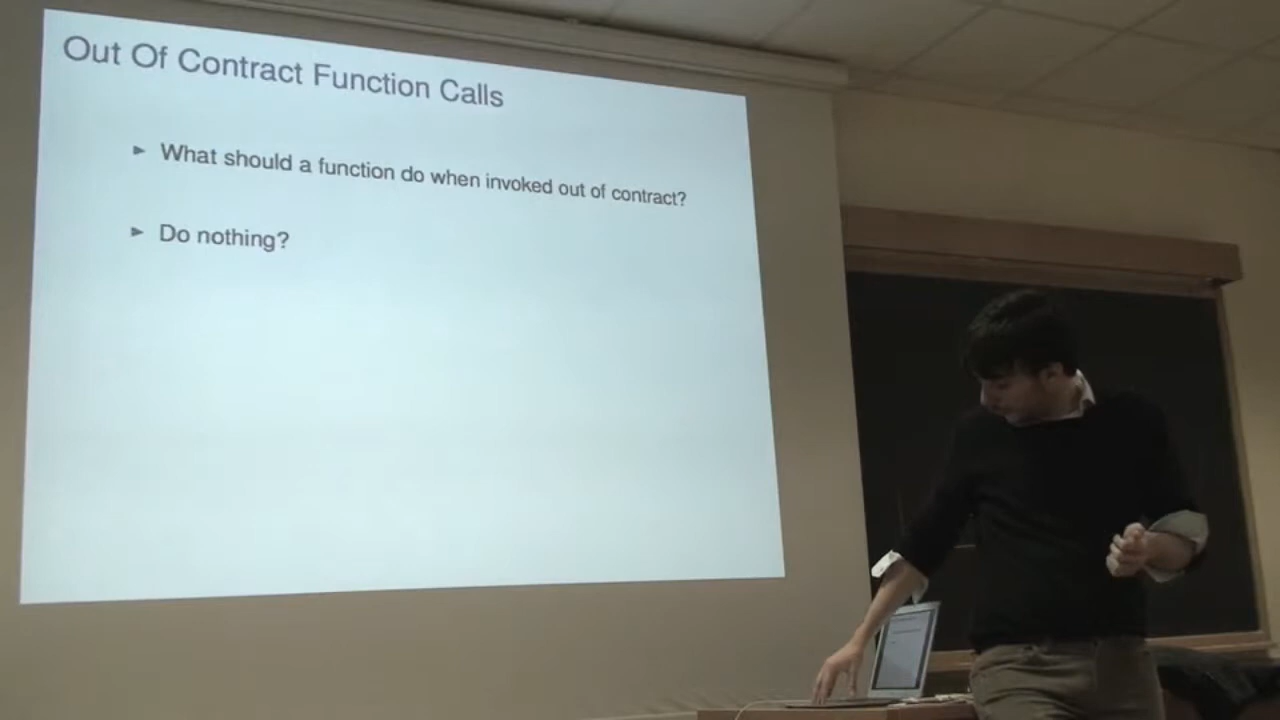 Out Of Contract Function Calls
What should a function do when invoked out of contract?
Do nothing?